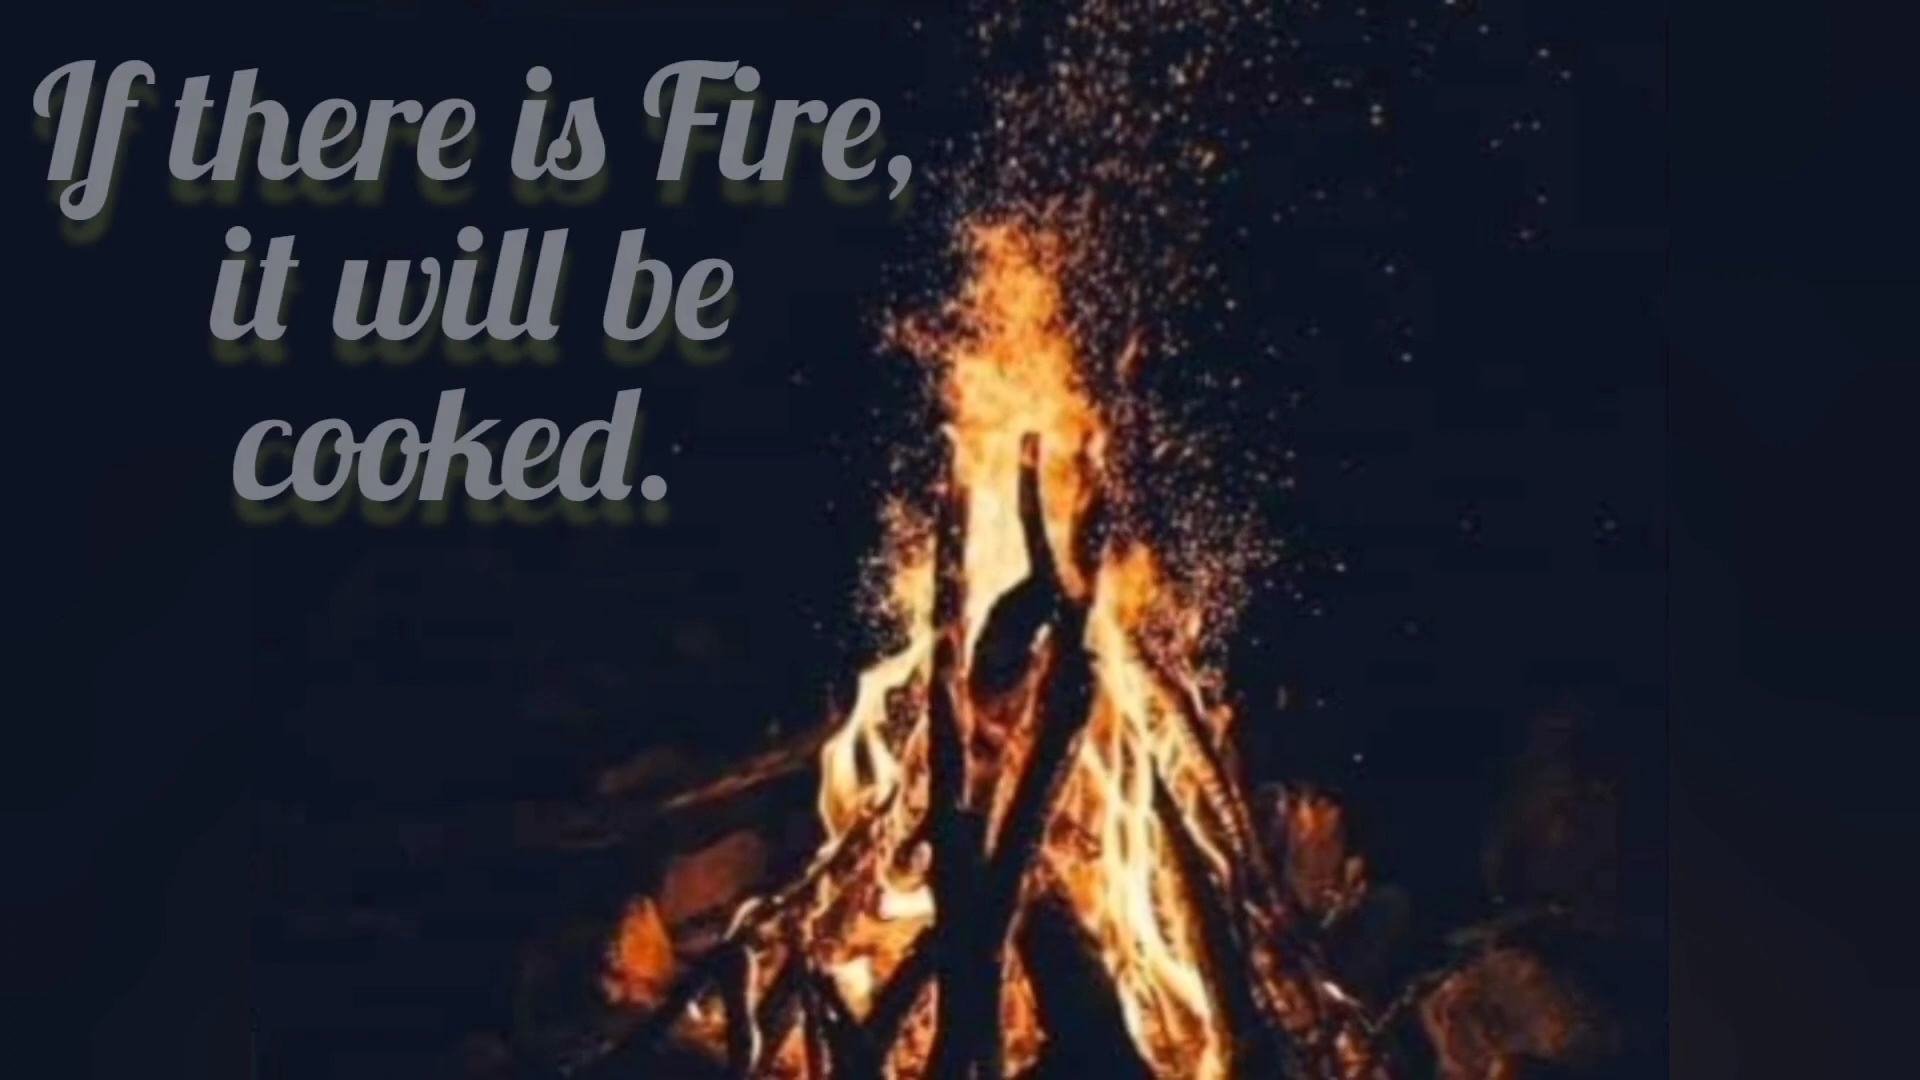 If there is Fire,
it will be
cooked.